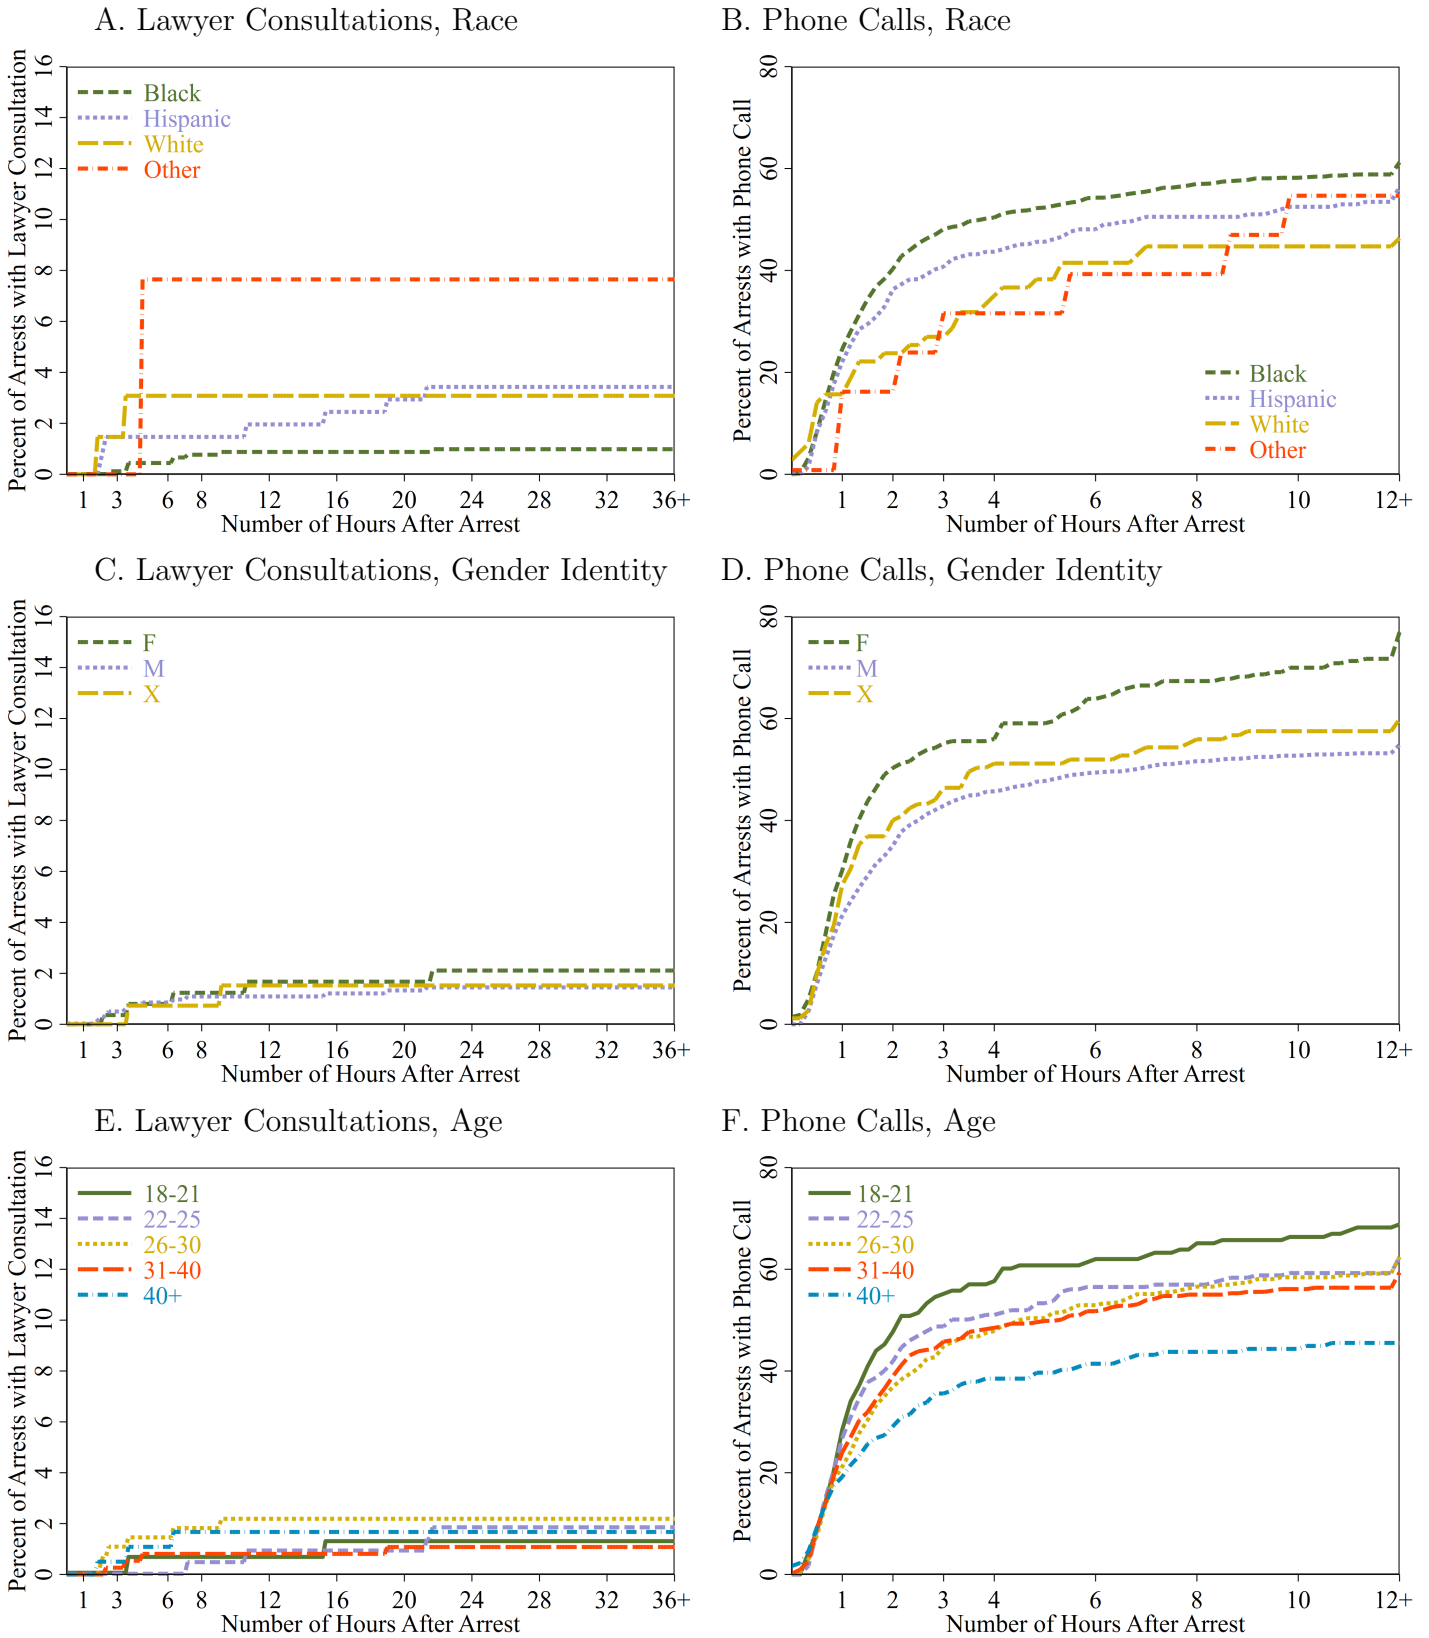 A. Lawyer Consultations, Race
Percent of Arrests with Lawyer Consultation
16
14
12
10
8
6
4
2
0
Black
Hispanic
White
Other
1 3 6 8 12 16 20 24 28 32 36+
Number of Hours After Arrest
B. Phone Calls, Race
Percent of Arrests with Phone Call
80
60
40
20
0
Black
Hispanic
White
Other
1 2 3 4 6 8 10 12+
Number of Hours After Arrest
C. Lawyer Consultations, Gender Identity
Percent of Arrests with Lawyer Consultation
16
14
12
10
8
6
4
2
0
F
M
X
1 3 6 8 12 16 20 24 28 32 36+
Number of Hours After Arrest
D. Phone Calls, Gender Identity
Percent of Arrests with Phone Call
80
60
40
20
0
F
M
X
1 2 3 4 6 8 10 12+
Number of Hours After Arrest
E. Lawyer Consultations, Age
Percent of Arrests with Lawyer Consultation
16
14
12
10
8
6
4
2
0
18-21
22-25
26-30
31-40
40+
1 3 6 8 12 16 20 24 28 32 36+
Number of Hours After Arrest
F. Phone Calls, Age
Percent of Arrests with Phone Call
80
60
40
20
0
18-21
22-25
26-30
31-40
40+
1 2 3 4 6 8 10 12+
Number of Hours After Arrest